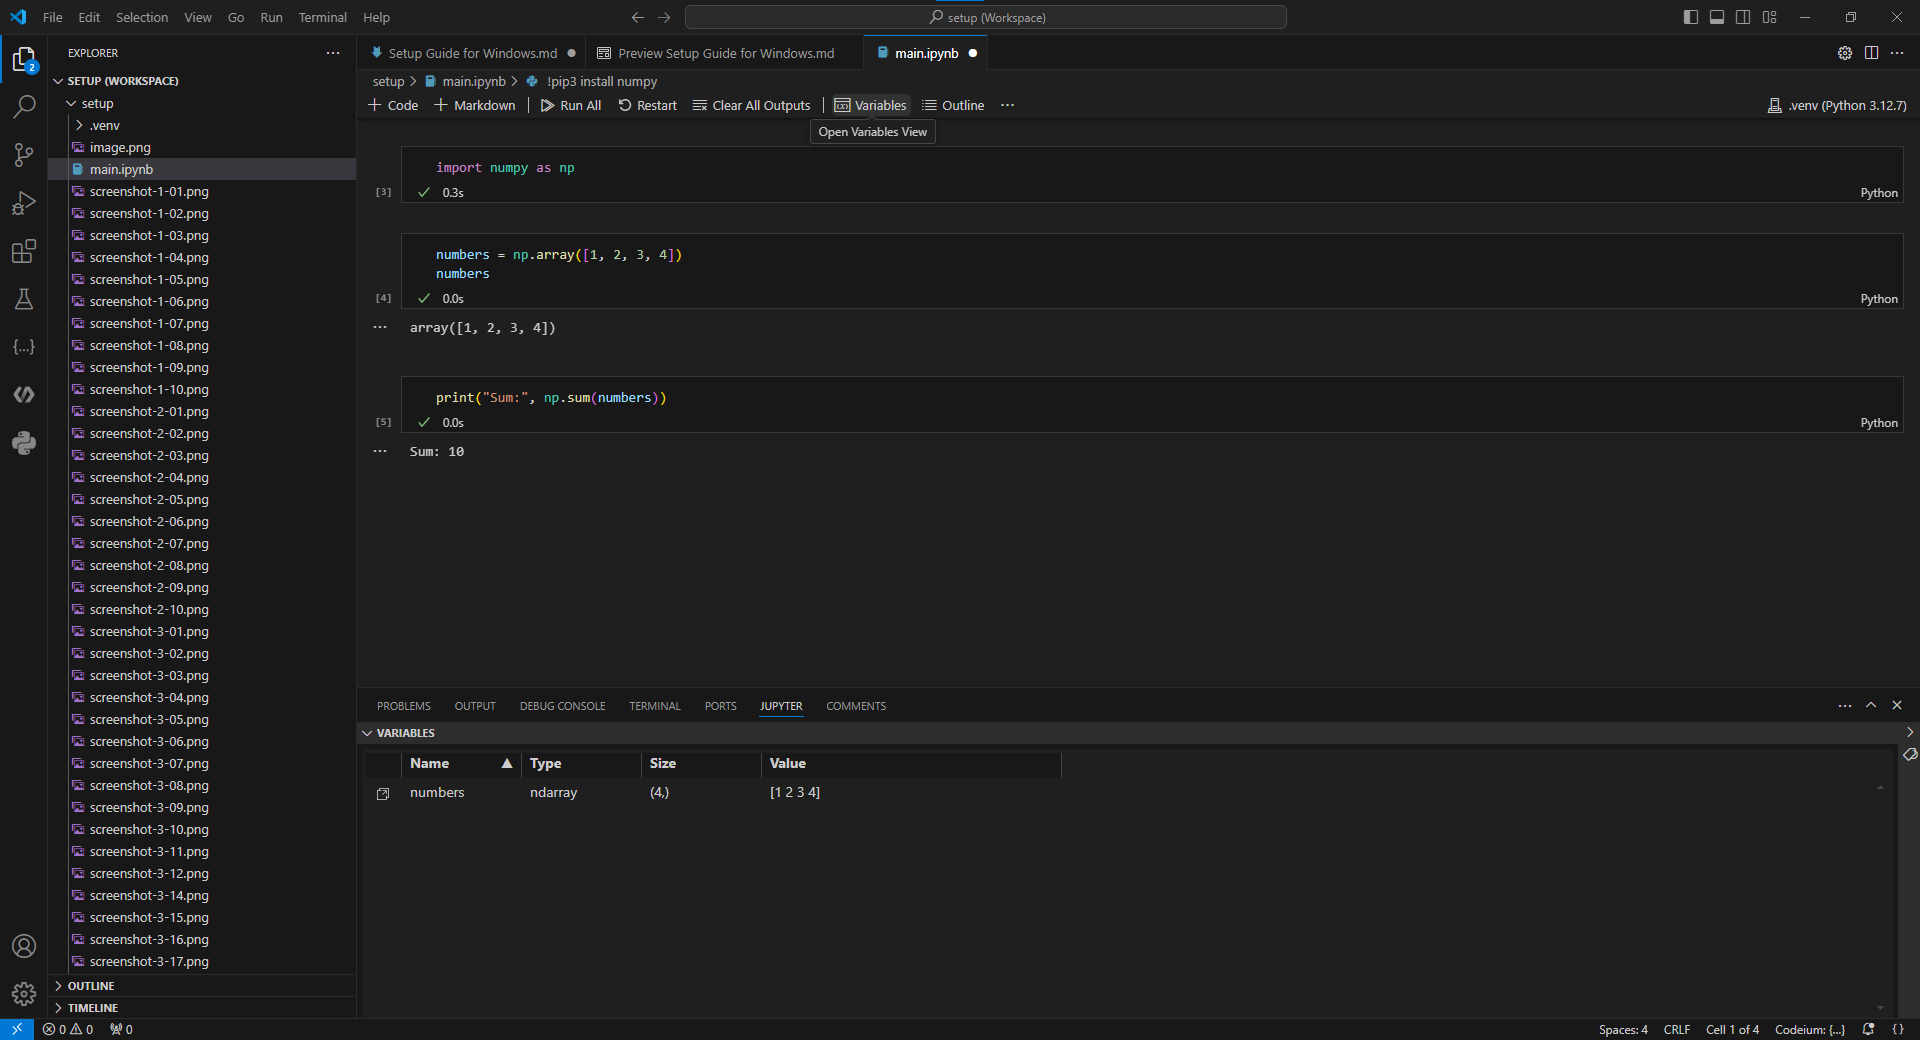 File Edit Selection View Go Run Terminal Help
setup (Workspace)
EXPLORER
SETUP (WORKSPACE)
setup
.venv
image.png
main.ipynb
screenshot-1-01.png
screenshot-1-02.png
screenshot-1-03.png
screenshot-1-04.png
screenshot-1-05.png
screenshot-1-06.png
screenshot-1-07.png
screenshot-1-08.png
screenshot-1-09.png
screenshot-1-10.png
screenshot-2-01.png
screenshot-2-02.png
screenshot-2-03.png
screenshot-2-04.png
screenshot-2-05.png
screenshot-2-06.png
screenshot-2-07.png
screenshot-2-08.png
screenshot-2-09.png
screenshot-2-10.png
screenshot-3-01.png
screenshot-3-02.png
screenshot-3-03.png
screenshot-3-04.png
screenshot-3-05.png
screenshot-3-06.png
screenshot-3-07.png
screenshot-3-08.png
screenshot-3-09.png
screenshot-3-10.png
screenshot-3-11.png
screenshot-3-12.png
screenshot-3-14.png
screenshot-3-15.png
screenshot-3-16.png
screenshot-3-17.png
OUTLINE
TIMELINE
2
Setup Guide for Windows.md Preview Setup Guide for Windows.md main.ipynb
setup > main.ipynb > !pip3 install numpy
Code Markdown Run All Restart Clear All Outputs Variables Outline ... .venv (Python 3.12.7)
Open Variables View
import numpy as np
[3] 0.3s Python
numbers = np.array([1, 2, 3, 4])
numbers
[4] 0.0s Python
array([1, 2, 3, 4])
print("Sum:", np.sum(numbers))
[5] 0.0s Python
Sum: 10
PROBLEMS OUTPUT DEBUG CONSOLE TERMINAL PORTS JUPYTER COMMENTS
VARIABLES
Name Type Size Value
numbers ndarray (4,) [1 2 3 4]
0 0 0 Spaces: 4 CRLF Cell 1 of 4 Codeium: {...} { }